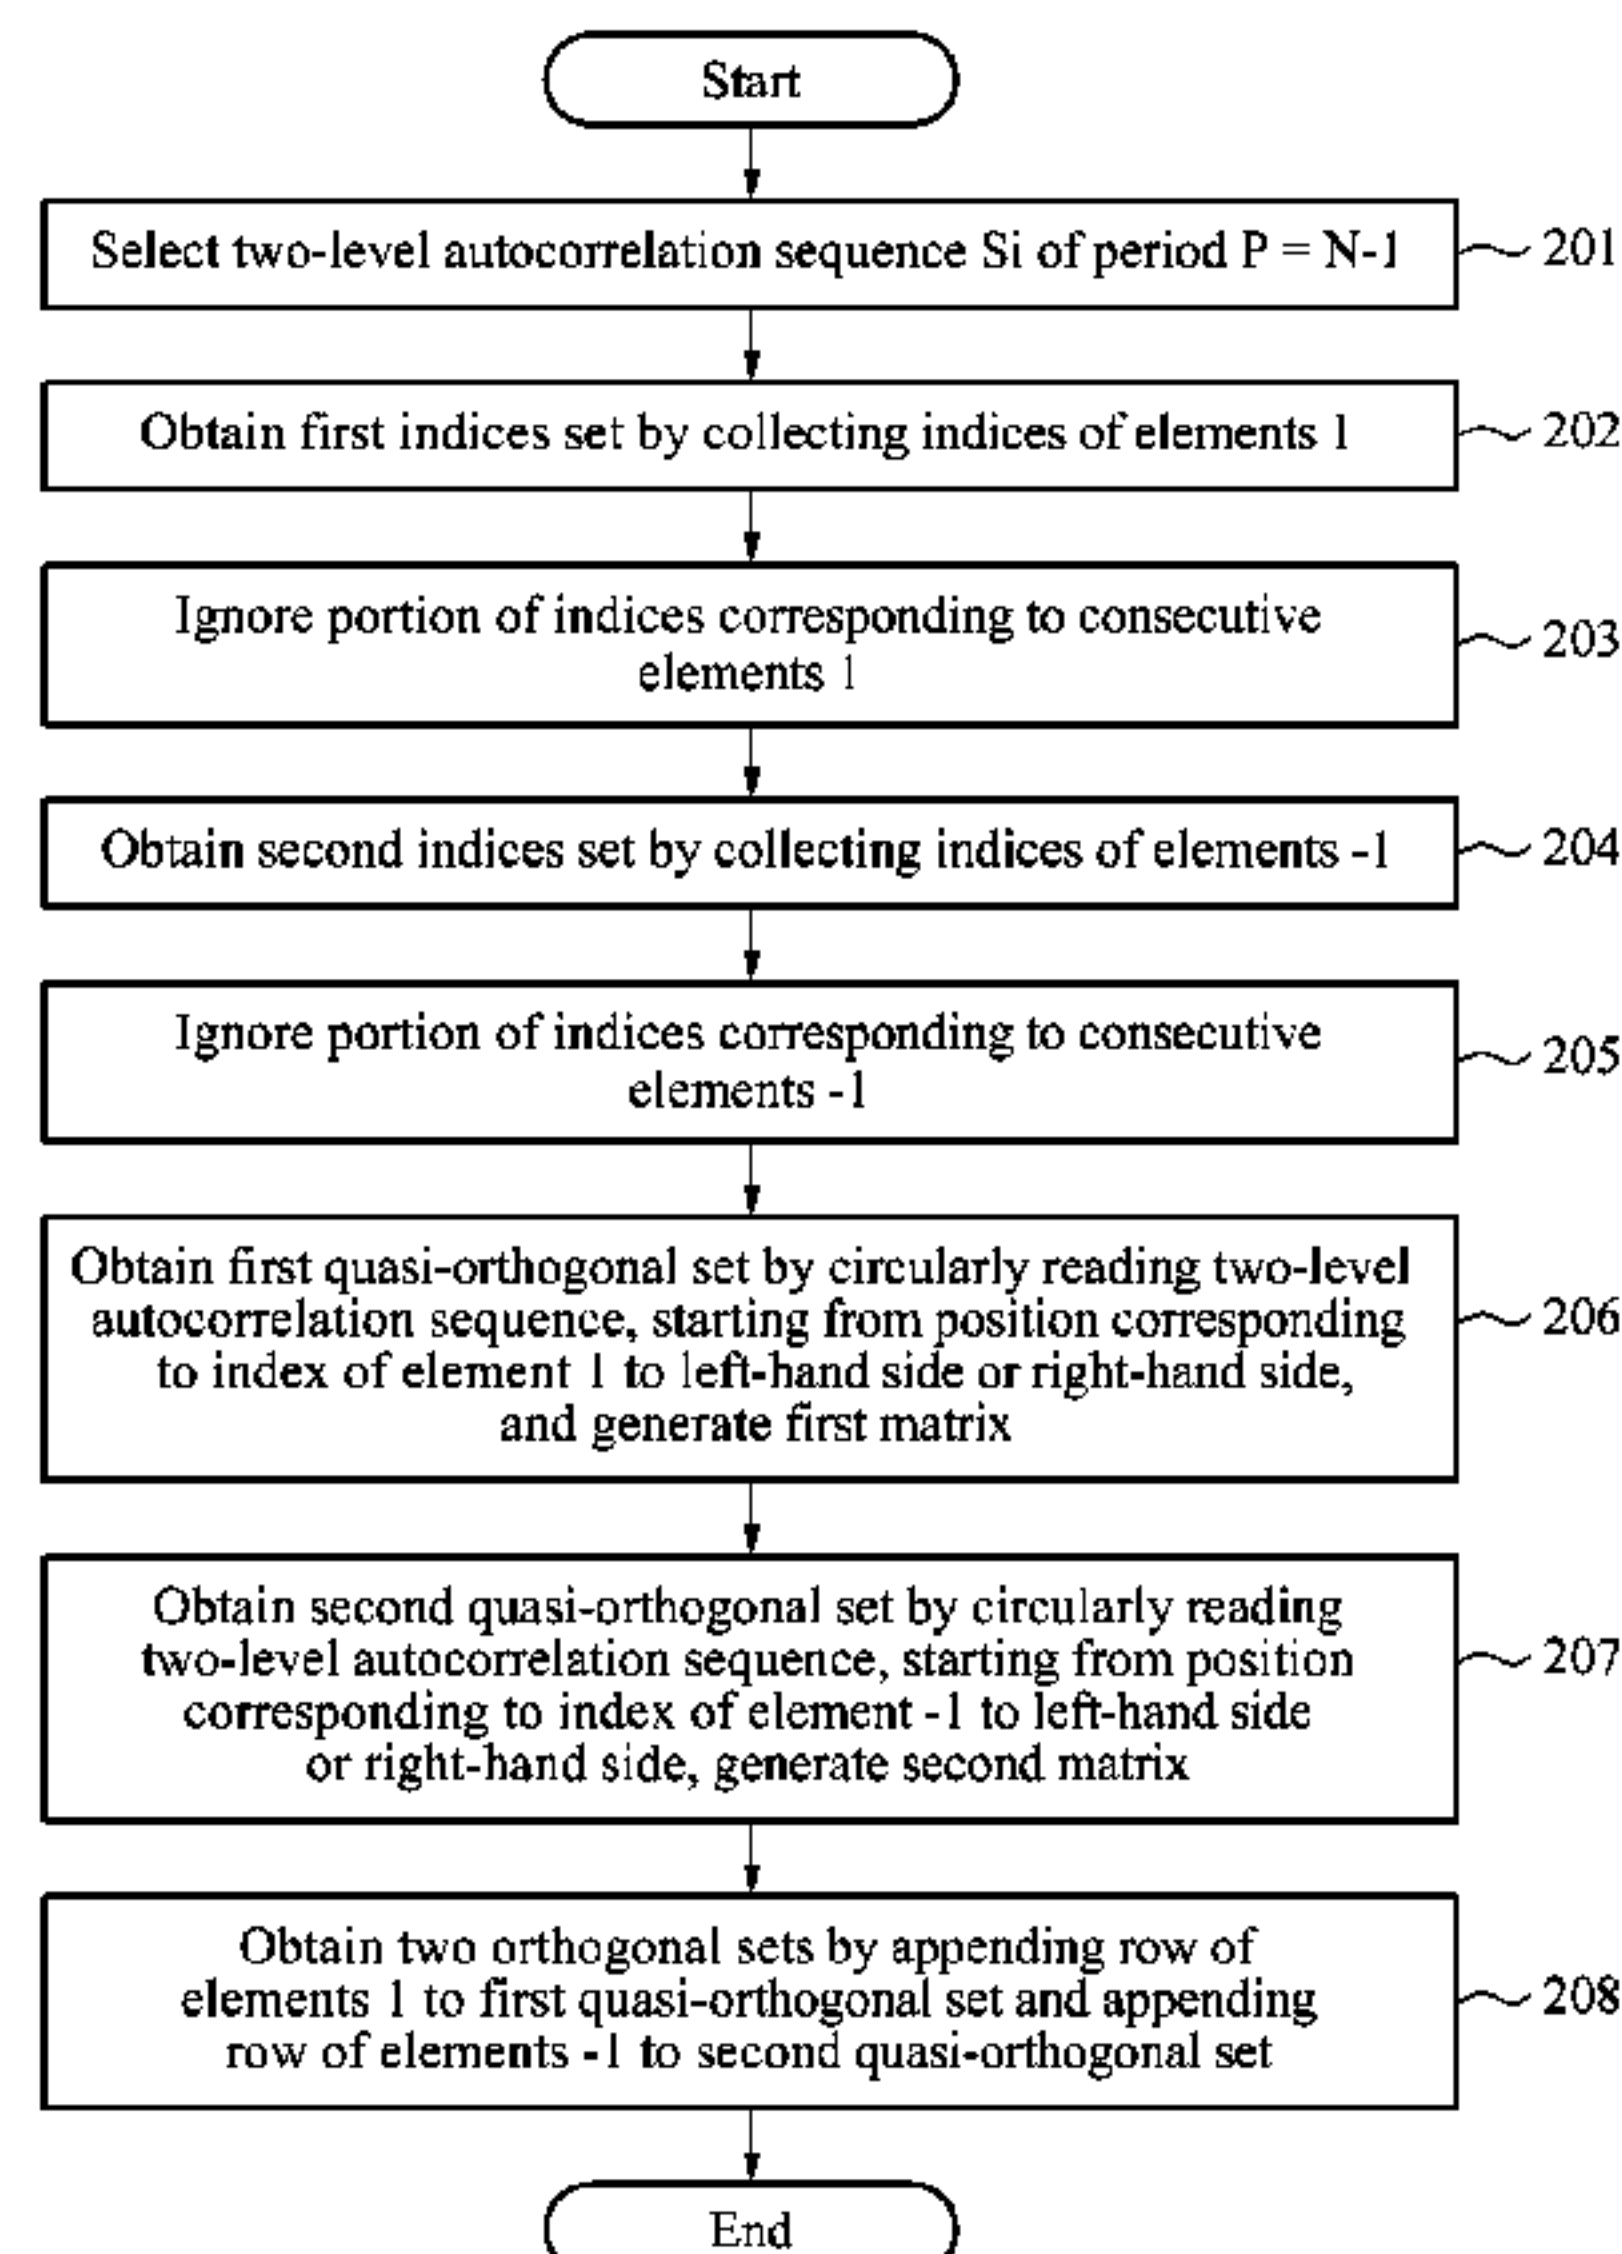 Start
Select two-level autocorrelation sequence Si of period P = N-1
201
Obtain first indices set by collecting indices of elements 1
202
Ignore portion of indices corresponding to consecutive
elements 1
203
Obtain second indices set by collecting indices of elements -1
204
Ignore portion of indices corresponding to consecutive
elements -1
205
Obtain first quasi-orthogonal set by circularly reading two-level
autocorrelation sequence, starting from position corresponding
to index of element 1 to left-hand side or right-hand side,
and generate first matrix
206
Obtain second quasi-orthogonal set by circularly reading
two-level autocorrelation sequence, starting from position
corresponding to index of element -1 to left-hand side
or right-hand side, generate second matrix
207
Obtain two orthogonal sets by appending row of
elements 1 to first quasi-orthogonal set and appending
row of elements -1 to second quasi-orthogonal set
208
End